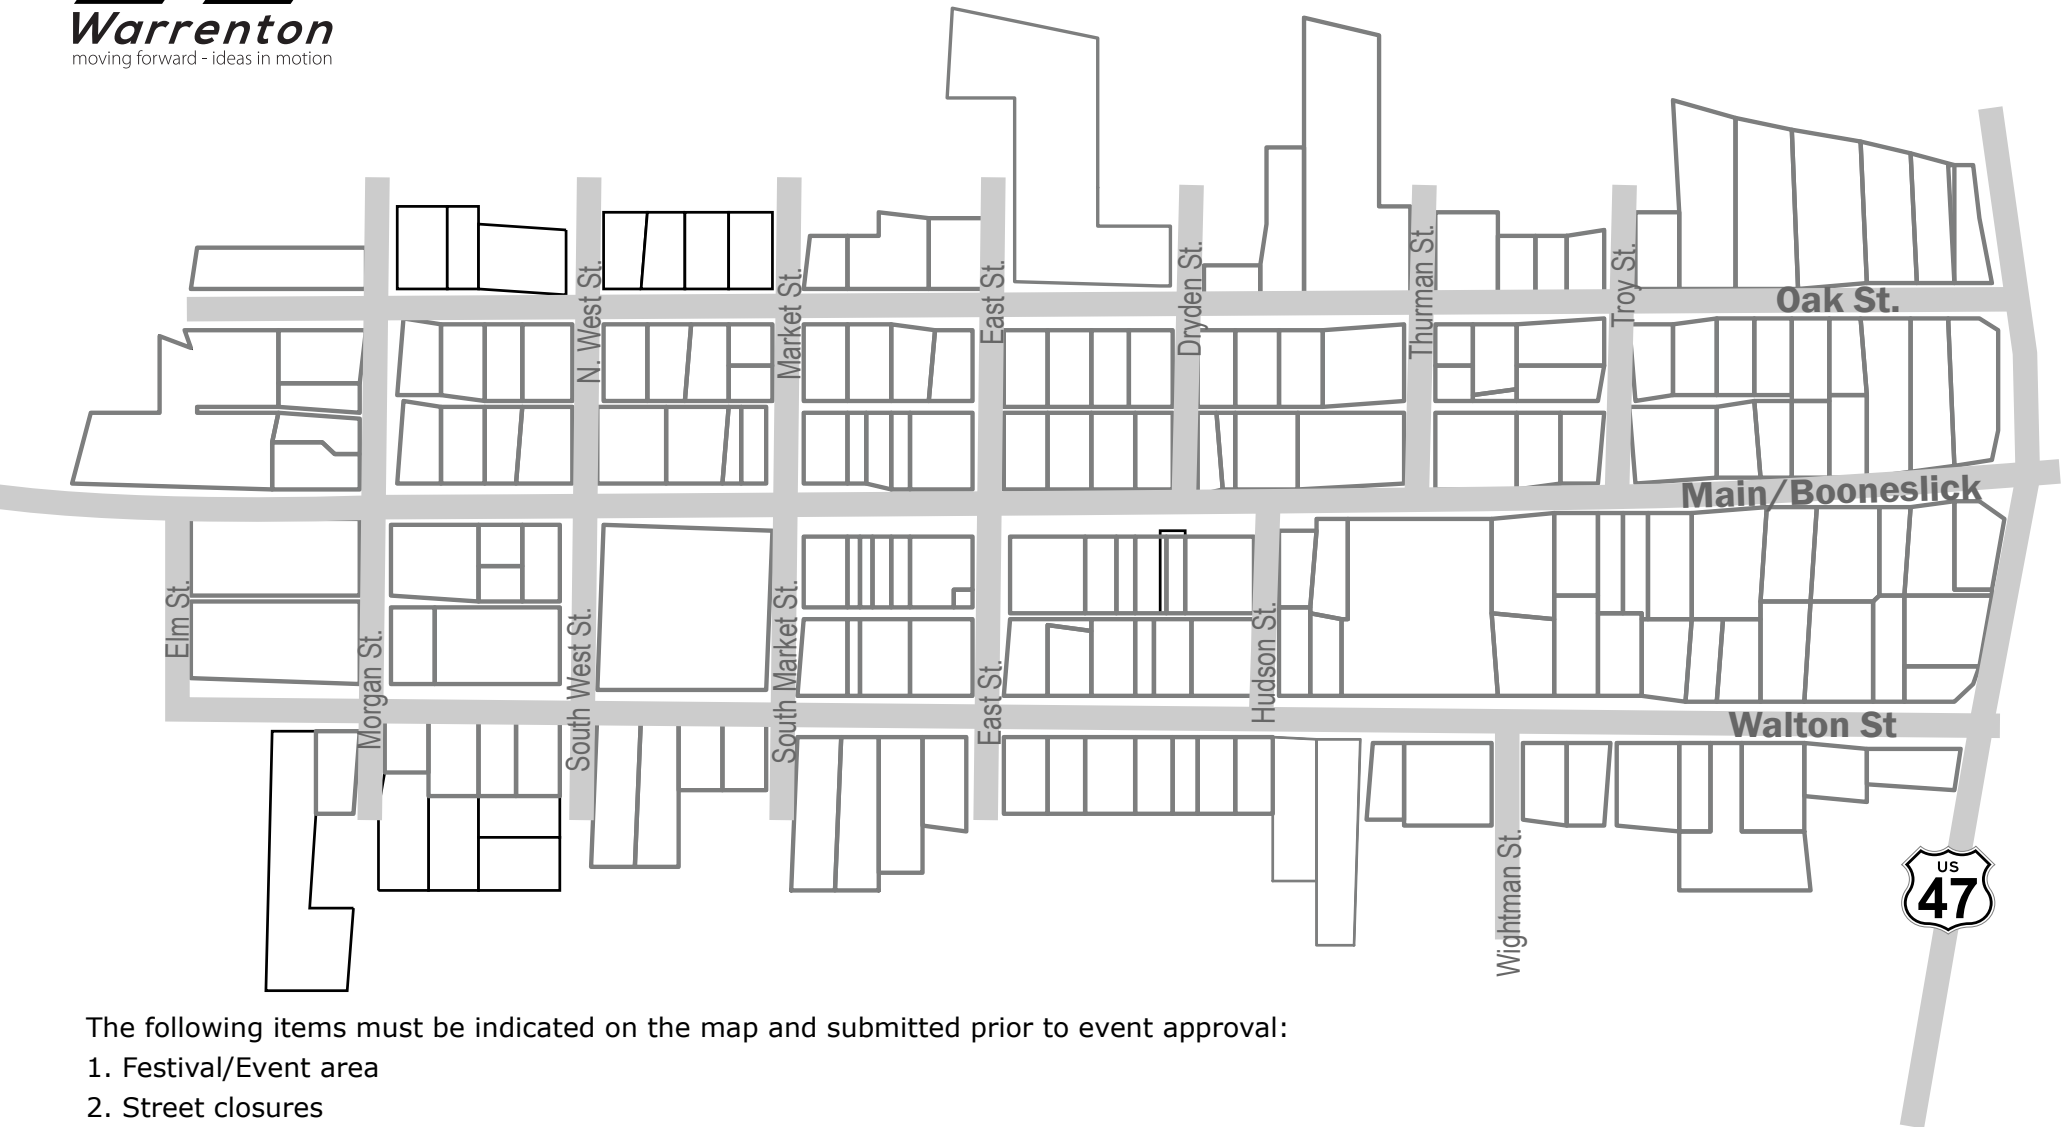 Warrenton
moving forward - ideas in motion
Oak St.
Main/Booneslick
Walton St
Elm St.
Morgan St.
N. West St.
South West St.
Market St.
South Market St.
East St.
East St.
Dryden St.
Hudson St.
Thurman St.
Wightman St.
Troy St.
US
47
The following items must be indicated on the map and submitted prior to event approval:
1. Festival/Event area
2. Street closures